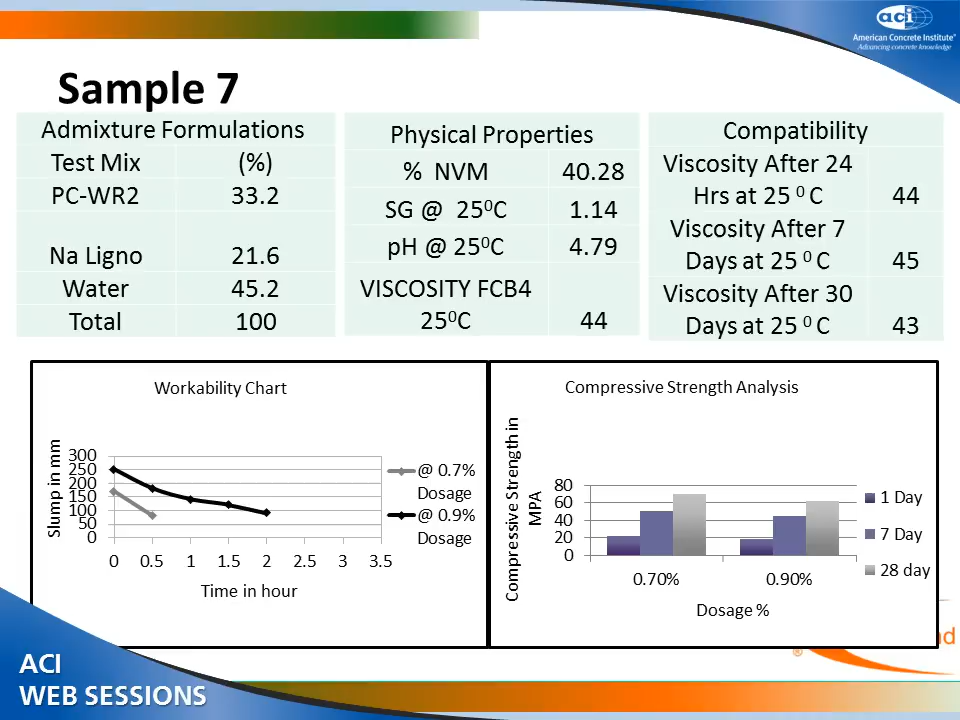 aci
American Concrete Institute®
Advancing concrete knowledge
Sample 7
Admixture Formulations
Test Mix (%)
PC-WR2 33.2
Na Ligno 21.6
Water 45.2
Total 100
Physical Properties
% NVM 40.28
SG @ 25⁰C 1.14
pH @ 25⁰C 4.79
VISCOSITY FCB4
25⁰C 44
Compatibility
Viscosity After 24
Hrs at 25 ⁰ C 44
Viscosity After 7
Days at 25 ⁰ C 45
Viscosity After 30
Days at 25 ⁰ C 43
Workability Chart
Slump in mm
300
250
200
150
100
50
0
0 0.5 1 1.5 2 2.5 3 3.5
Time in hour
@ 0.7%
Dosage
@ 0.9%
Dosage
Compressive Strength Analysis
Compressive Strength in
MPA
80
60
40
20
0
0.70% 0.90%
Dosage %
1 Day
7 Day
28 day
®
ACI
WEB SESSIONS